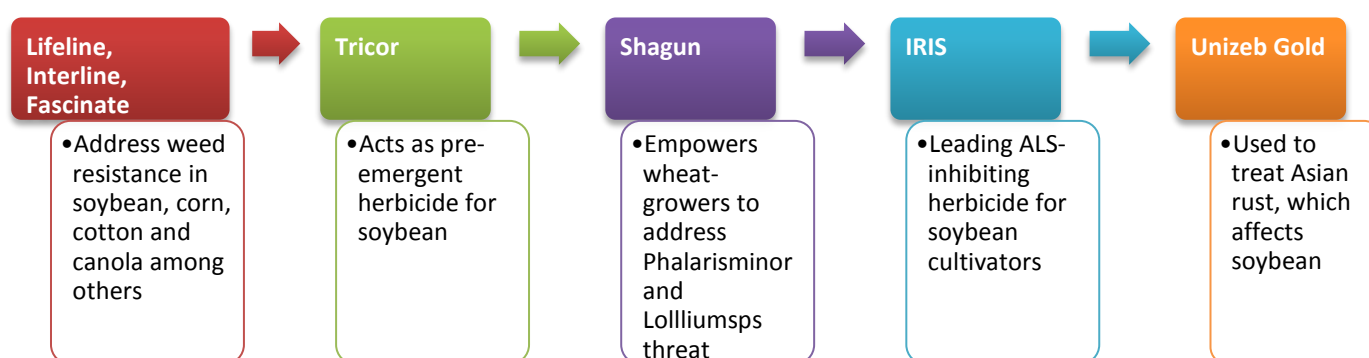 Lifeline,
Interline,
Fascinate
•Address weed
resistance in
soybean, corn,
cotton and
canola among
others
Tricor
•Acts as pre-
emergent
herbicide for
soybean
Shagun
•Empowers
wheat-
growers to
address
Phalarisminor
and
Lollliumsps
threat
IRIS
•Leading ALS-
inhibiting
herbicide for
soybean
cultivators
Unizeb Gold
•Used to
treat Asian
rust, which
affects
soybean